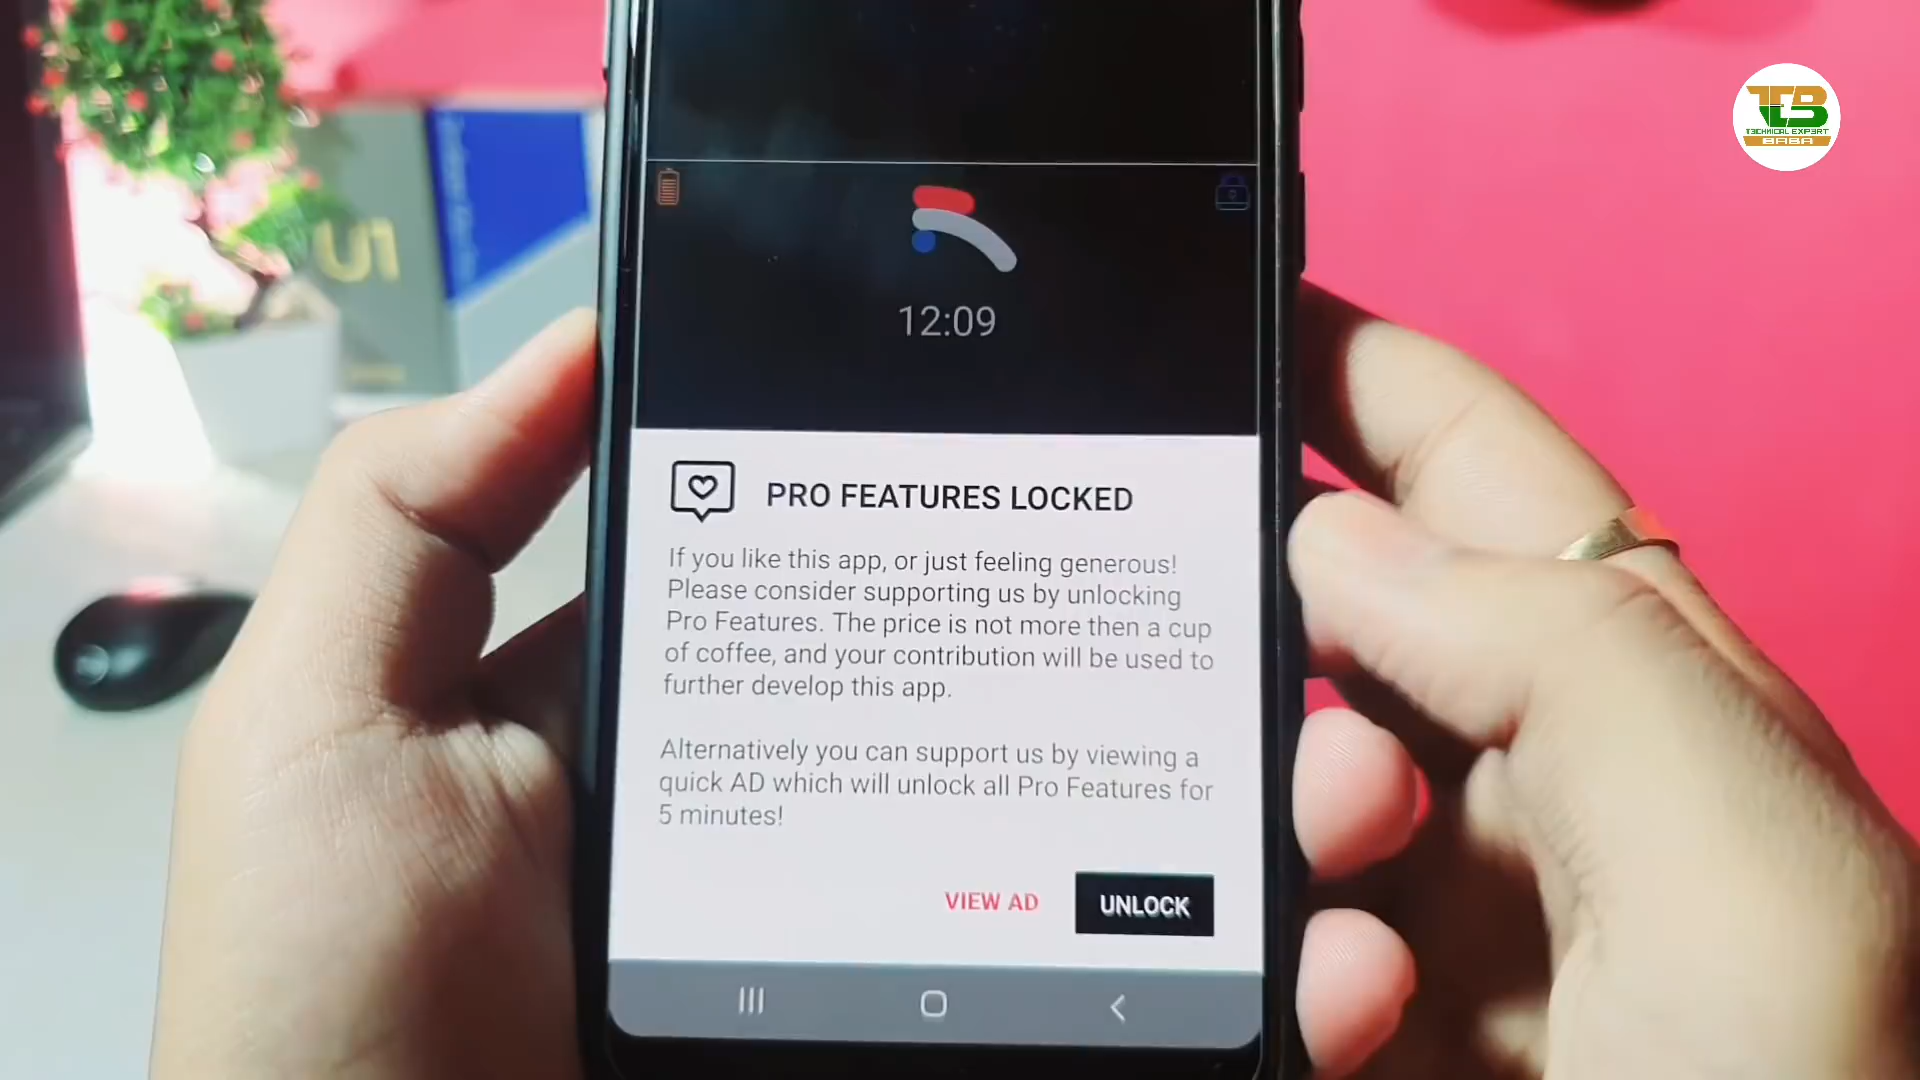 TECHNICAL EXPERT
BABA
U1
12:09
PRO FEATURES LOCKED
If you like this app, or just feeling generous!
Please consider supporting us by unlocking
Pro Features. The price is not more then a cup
of coffee, and your contribution will be used to
further develop this app.
Alternatively you can support us by viewing a
quick AD which will unlock all Pro Features for
5 minutes!
VIEW AD
UNLOCK